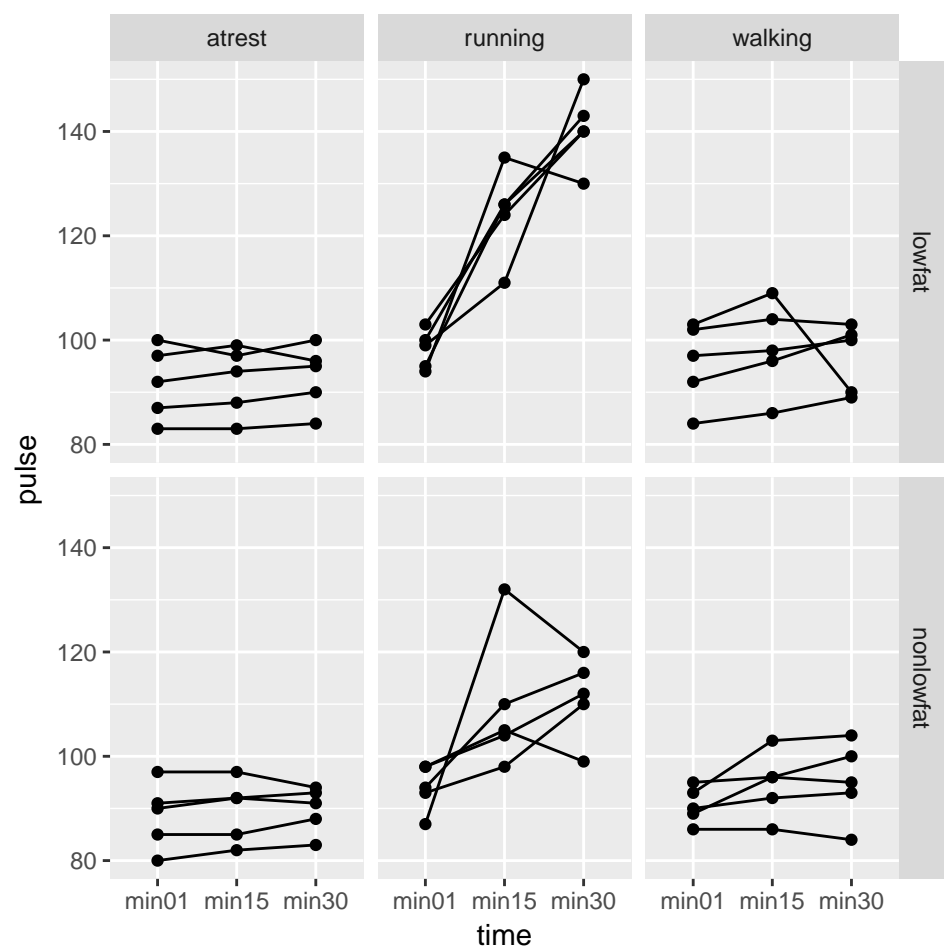 atrest running walking
140
120
100
80
lowfat
pulse
140
120
100
80
nonlowfat
min01 min15 min30 min01 min15 min30 min01 min15 min30
time